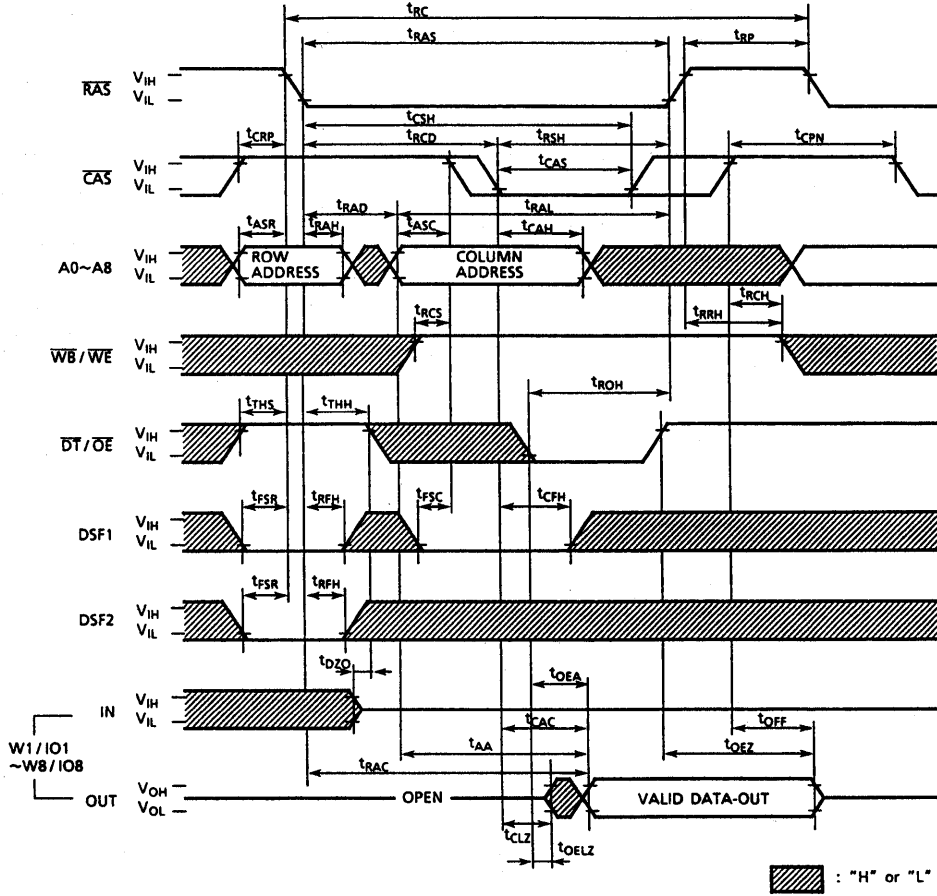 tRC
tRAS
tRP
RAS
VIH
VIL
tCSH
tCRP
tRCD
tRSH
tCPN
CAS
VIH
VIL
tCAS
tRAD
tRAL
tASR
tRAH
tASC
tCAH
A0~A8
VIH
VIL
ROW
ADDRESS
COLUMN
ADDRESS
tRCS
tRCH
tRRH
WB / WE
VIH
VIL
tROH
tTHS
tTHH
DT / OE
VIH
VIL
tFSR
tRFH
tFSC
tCFH
DSF1
VIH
VIL
tFSR
tRFH
DSF2
VIH
VIL
tDZO
tOEA
IN
VIH
VIL
tCAC
tOFF
tAA
tOEZ
W1 / IO1
~W8 / IO8
tRAC
OUT
VOH
VOL
OPEN
VALID DATA-OUT
tCLZ
tOELZ
: "H" or "L"